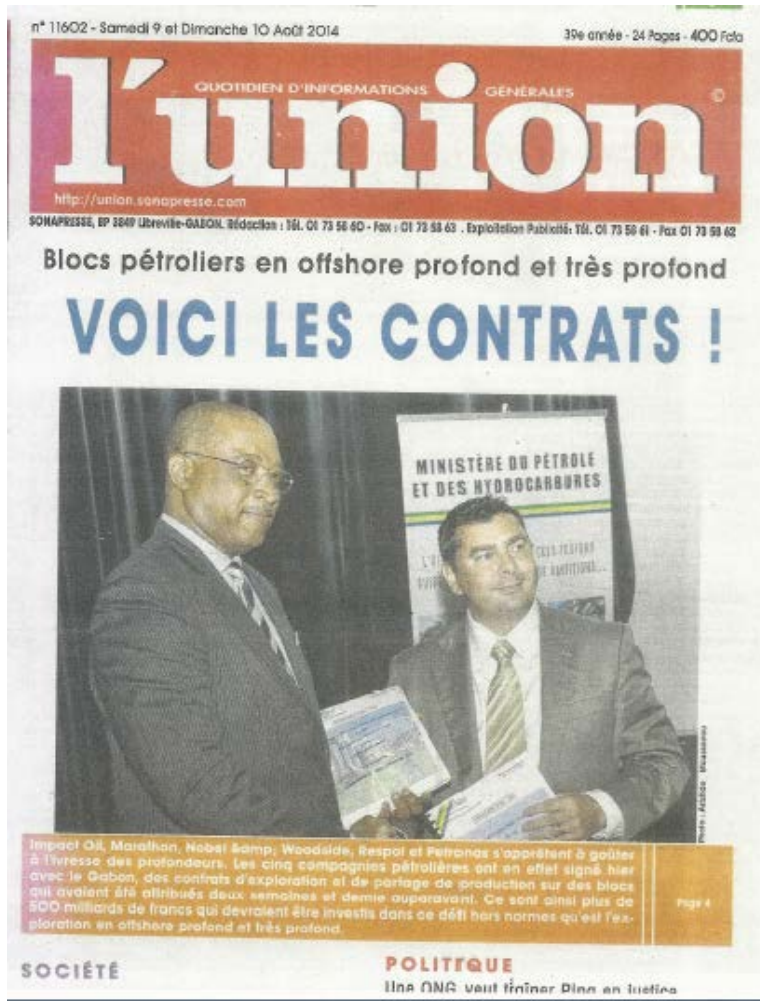 n° 11602 - Samedi 9 et Dimanche 10 Août 2014
39e année - 24 Pages - 400 Fcfa
QUOTIDIEN D'INFORMATIONS GÉNÉRALES
l'union
©
http://union.sonapresse.com
SONAPRESSE, BP 3849 Libreville-GABON. Rédaction : Tél. 01 73 58 60 - Fax : 01 73 58 63 . Exploitation Publicité: Tél. 01 73 58 61 - Fax 01 73 58 62
Blocs pétroliers en offshore profond et très profond
VOICI LES CONTRATS !
MINISTÈRE DU PÉTROLE
ET DES HYDROCARBURES
Photo :
Impact Oil, Marathon, Nobel &amp; Woodside, Respol et Petronas s'apprêtent à goûter
à l'ivresse des profondeurs. Les cinq compagnies pétrolières ont en effet signé hier
avec le Gabon, des contrats d'exploration et de partage de production sur des blocs
qui avaient été attribués deux semaines et demie auparavant. Ce sont ainsi plus de
500 milliards de francs qui devraient être investis dans ce défi hors normes qu'est l'ex-
ploration en offshore profond et très profond.
Page 4
SOCIÉTÉ
POLITIQUE
Une ONG veut traîner Ping en justice